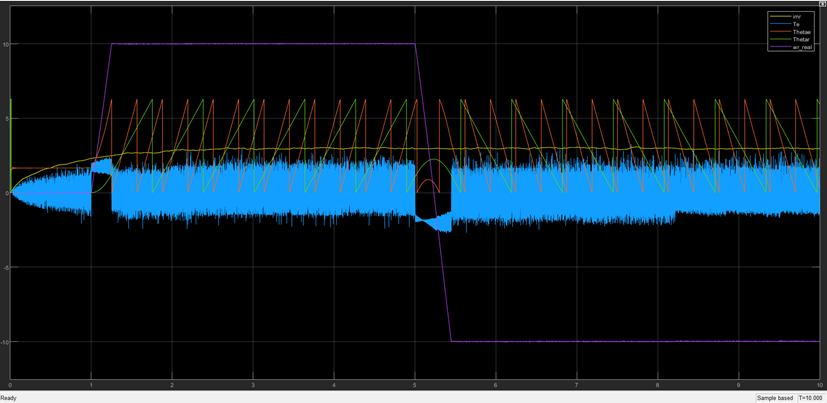 imr
Te
Thetae
Thetar
wr_real
10
5
0
-5
-10
0 1 2 3 4 5 6 7 8 9 10
Ready Sample based T=10.000